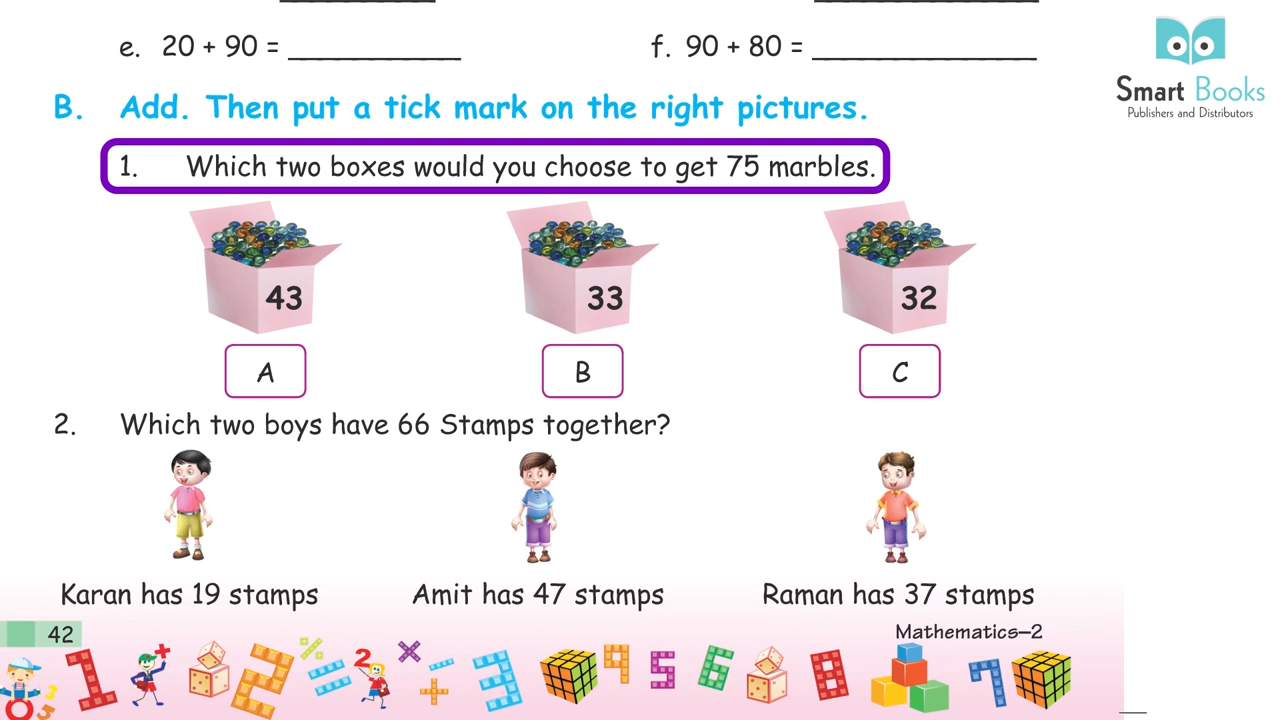 e. 20 + 90 = ___________ f. 90 + 80 = ______________
Smart Books
Publishers and Distributors
B. Add. Then put a tick mark on the right pictures.
1. Which two boxes would you choose to get 75 marbles.
43 33 32
A B C
2. Which two boys have 66 Stamps together?
Karan has 19 stamps Amit has 47 stamps Raman has 37 stamps
42 Mathematics–2